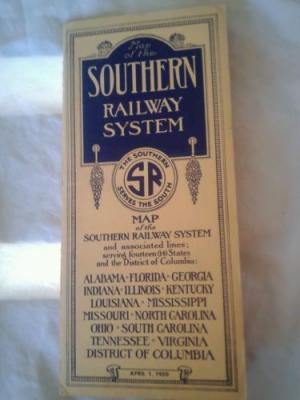 Map
of the
SOUTHERN
RAILWAY
SYSTEM
THE SOUTHERN
SR
SERVES THE SOUTH
MAP
of the
SOUTHERN RAILWAY SYSTEM
and associated lines;
serving fourteen (14) States
and the District of Columbia:
ALABAMA · FLORIDA · GEORGIA
INDIANA · ILLINOIS · KENTUCKY
LOUISIANA · MISSISSIPPI
MISSOURI · NORTH CAROLINA
OHIO · SOUTH CAROLINA
TENNESSEE · VIRGINIA
DISTRICT OF COLUMBIA
APRIL 1,